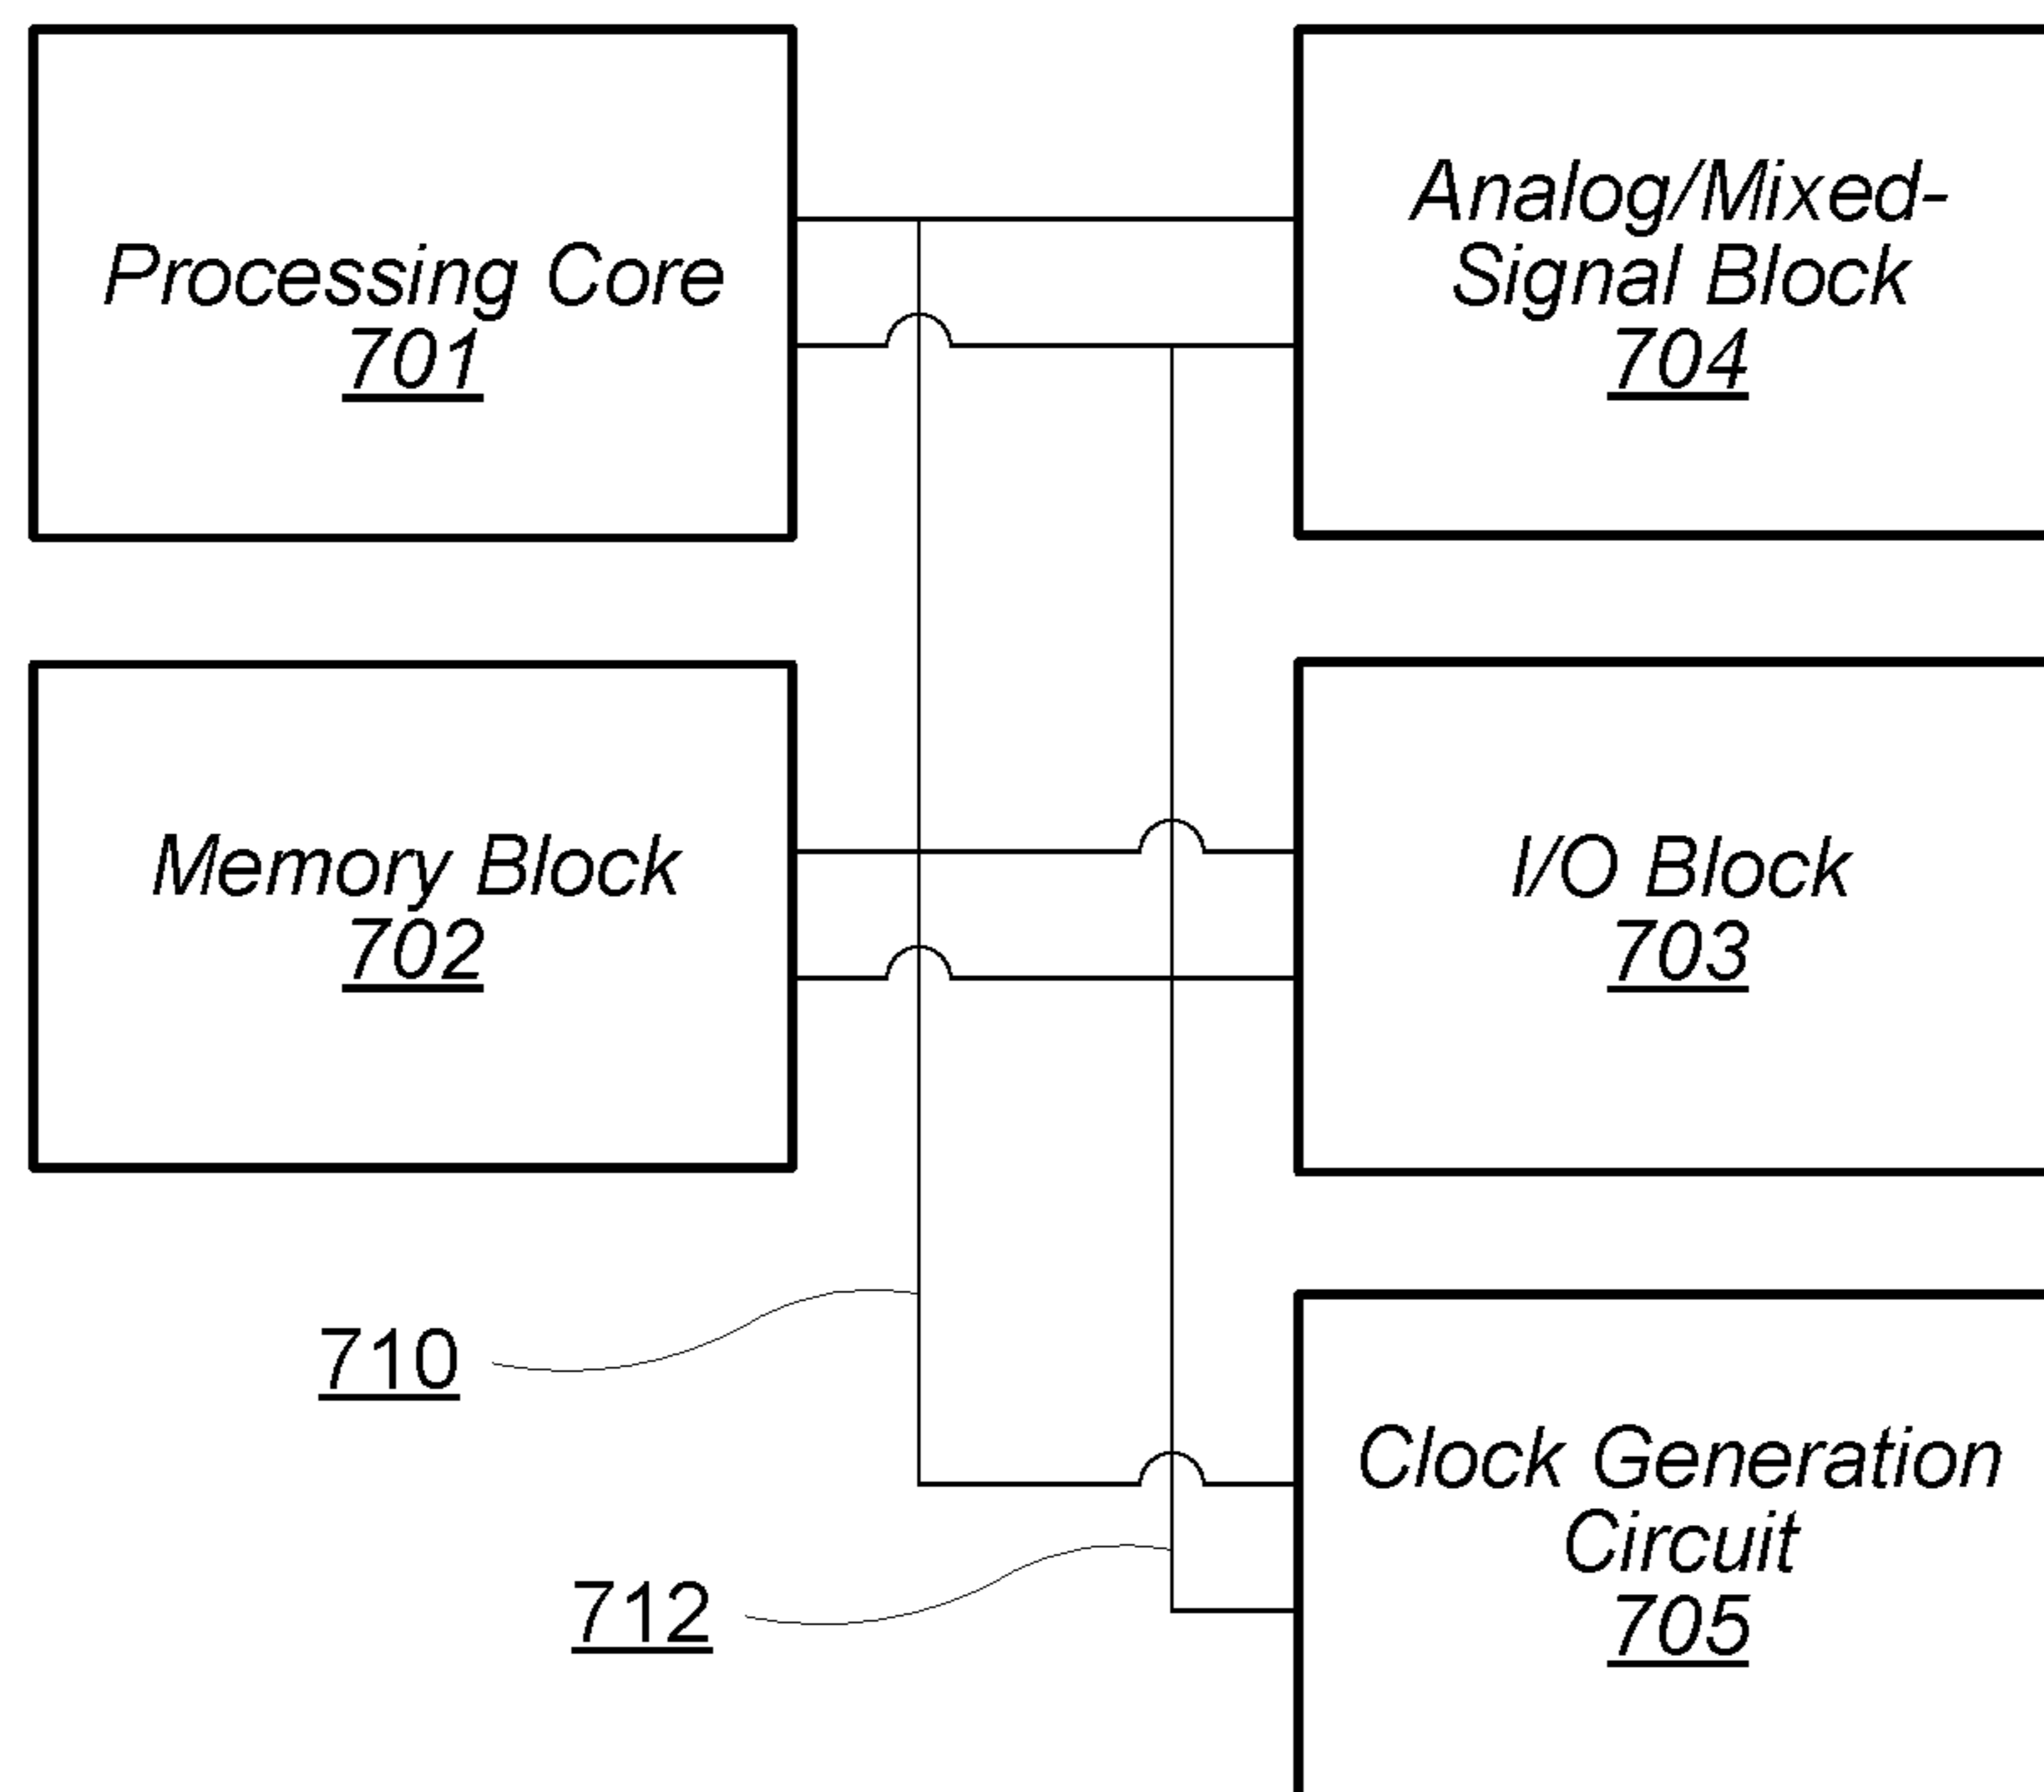 Processing Core
701
Analog/Mixed-
Signal Block
704
Memory Block
702
I/O Block
703
710
712
Clock Generation
Circuit
705